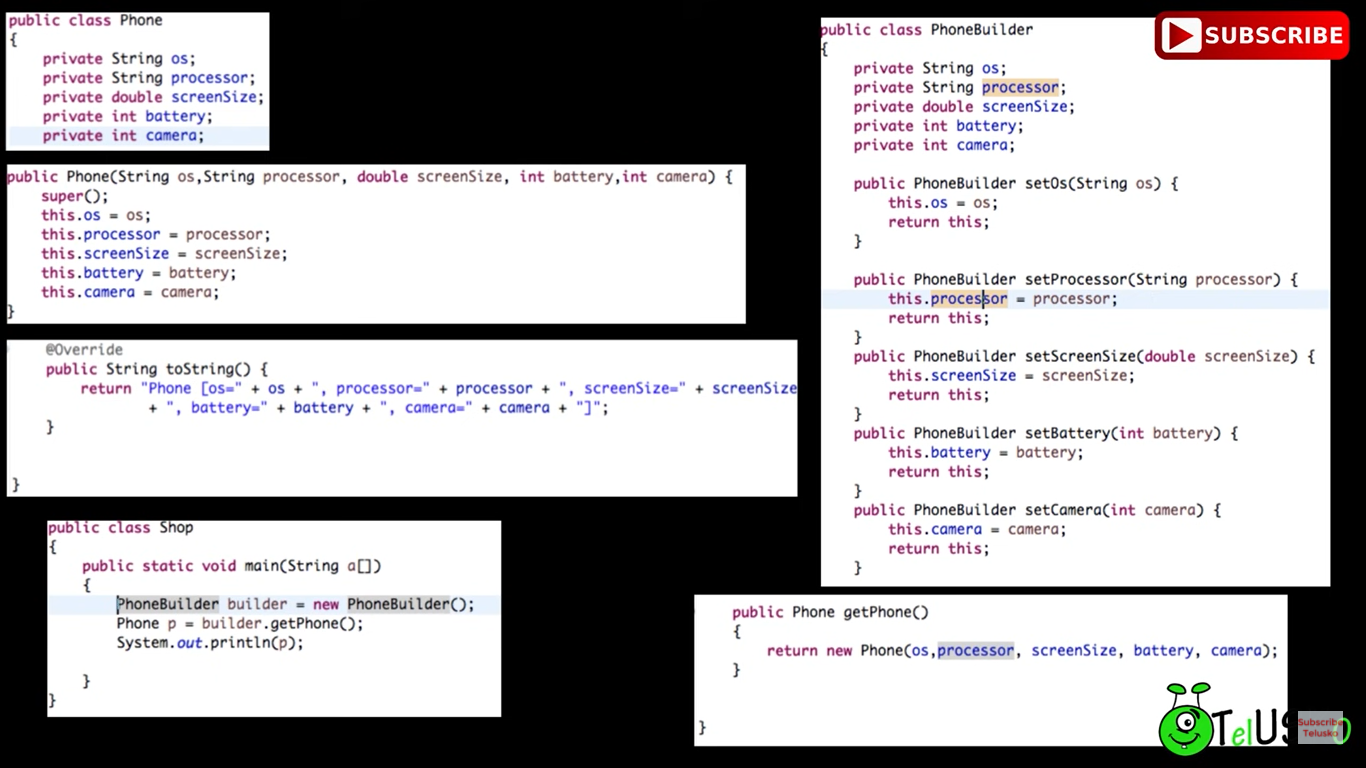 public class Phone
{
private String os;
private String processor;
private double screenSize;
private int battery;
private int camera;
public Phone(String os,String processor, double screenSize, int battery,int camera) {
super();
this.os = os;
this.processor = processor;
this.screenSize = screenSize;
this.battery = battery;
this.camera = camera;
}
@Override
public String toString() {
return "Phone [os=" + os + ", processor=" + processor + ", screenSize=" + screenSize
+ ", battery=" + battery + ", camera=" + camera + "]";
}
}
public class Shop
{
public static void main(String a[])
{
PhoneBuilder builder = new PhoneBuilder();
Phone p = builder.getPhone();
System.out.println(p);
}
}
SUBSCRIBE
public class PhoneBuilder
{
private String os;
private String processor;
private double screenSize;
private int battery;
private int camera;
public PhoneBuilder setOs(String os) {
this.os = os;
return this;
}
public PhoneBuilder setProcessor(String processor) {
this.processor = processor;
return this;
}
public PhoneBuilder setScreenSize(double screenSize) {
this.screenSize = screenSize;
return this;
}
public PhoneBuilder setBattery(int battery) {
this.battery = battery;
return this;
}
public PhoneBuilder setCamera(int camera) {
this.camera = camera;
return this;
}
public Phone getPhone()
{
return new Phone(os,processor, screenSize, battery, camera);
}
}
Subscribe
Telusko